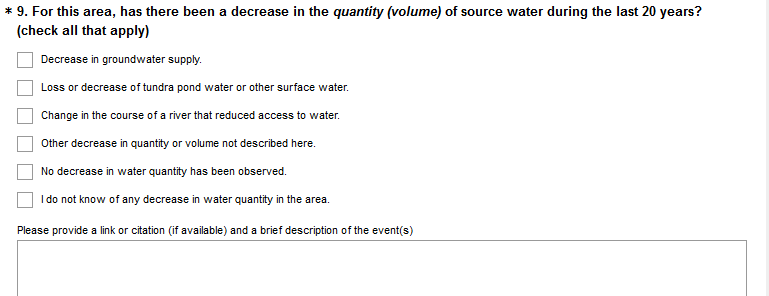 * 9. For this area, has there been a decrease in the quantity (volume) of source water during the last 20 years?
(check all that apply)
Decrease in groundwater supply.
Loss or decrease of tundra pond water or other surface water.
Change in the course of a river that reduced access to water.
Other decrease in quantity or volume not described here.
No decrease in water quantity has been observed.
I do not know of any decrease in water quantity in the area.
Please provide a link or citation (if available) and a brief description of the event(s)